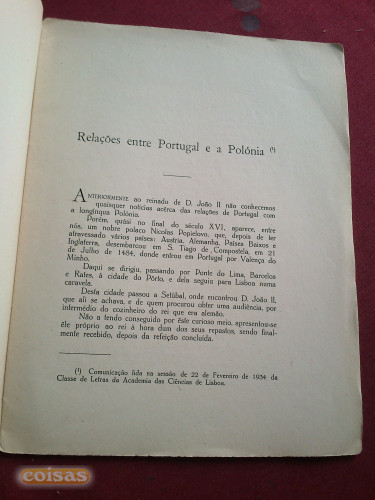 Relações entre Portugal e a Polónia (¹)
ANTERIORMENTE ao reinado de D. João II não conhecemos
quaisquer notícias acêrca das relações de Portugal com
a longínqua Polónia.
Porém, quási no final do século XVI, aparece, entre
nós, um nobre polaco Nicolas Popielovo, que, depois de ter
atravessado vários países: Áustria, Alemanha, Países Baixos e
Inglaterra, desembarcou em S. Tiago de Compostela, em 21
de Julho de 1484, donde entrou em Portugal por Valença do
Minho.
Daqui se dirigiu, passando por Ponte do Lima, Barcelos
e Rates, à cidade do Pôrto, e dela seguiu para Lisboa numa
caravela.
Desta cidade passou a Setúbal, onde encontrou D. João II,
que ali se achava, e de quem procurou obter uma audiência, por
intermédio do cozinheiro do rei que era alemão.
Não a tendo conseguido por êste curioso meio, apresentou-se
êle próprio ao rei à hora dum dos seus repastos, sendo final-
mente recebido, depois da refeição concluída.
(¹) Comunicação lida na sessão de 22 de Fevereiro de 1934 da
Classe de Letras da Academia das Ciências de Lisboa.
coisas